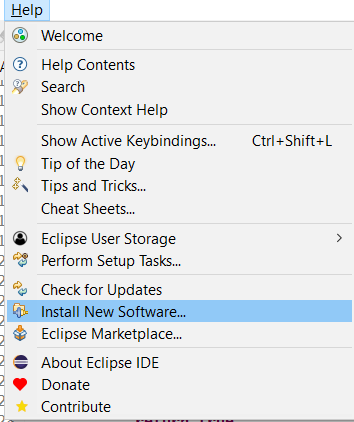 Help
Welcome
Help Contents
Search
Show Context Help
Show Active Keybindings... Ctrl+Shift+L
Tip of the Day
Tips and Tricks...
Cheat Sheets...
Eclipse User Storage
Perform Setup Tasks...
Check for Updates
Install New Software...
Eclipse Marketplace...
About Eclipse IDE
Donate
Contribute